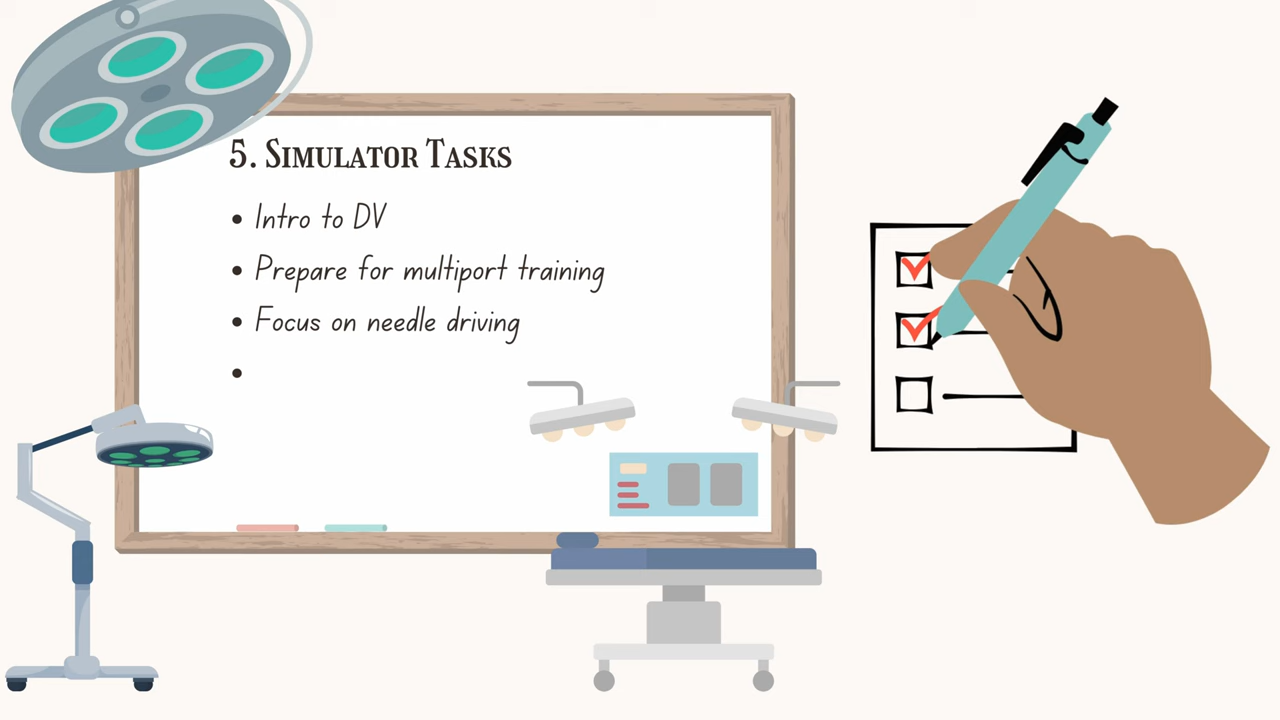 5. Simulator Tasks
• Intro to DV
• Prepare for multiport training
• Focus on needle driving
•